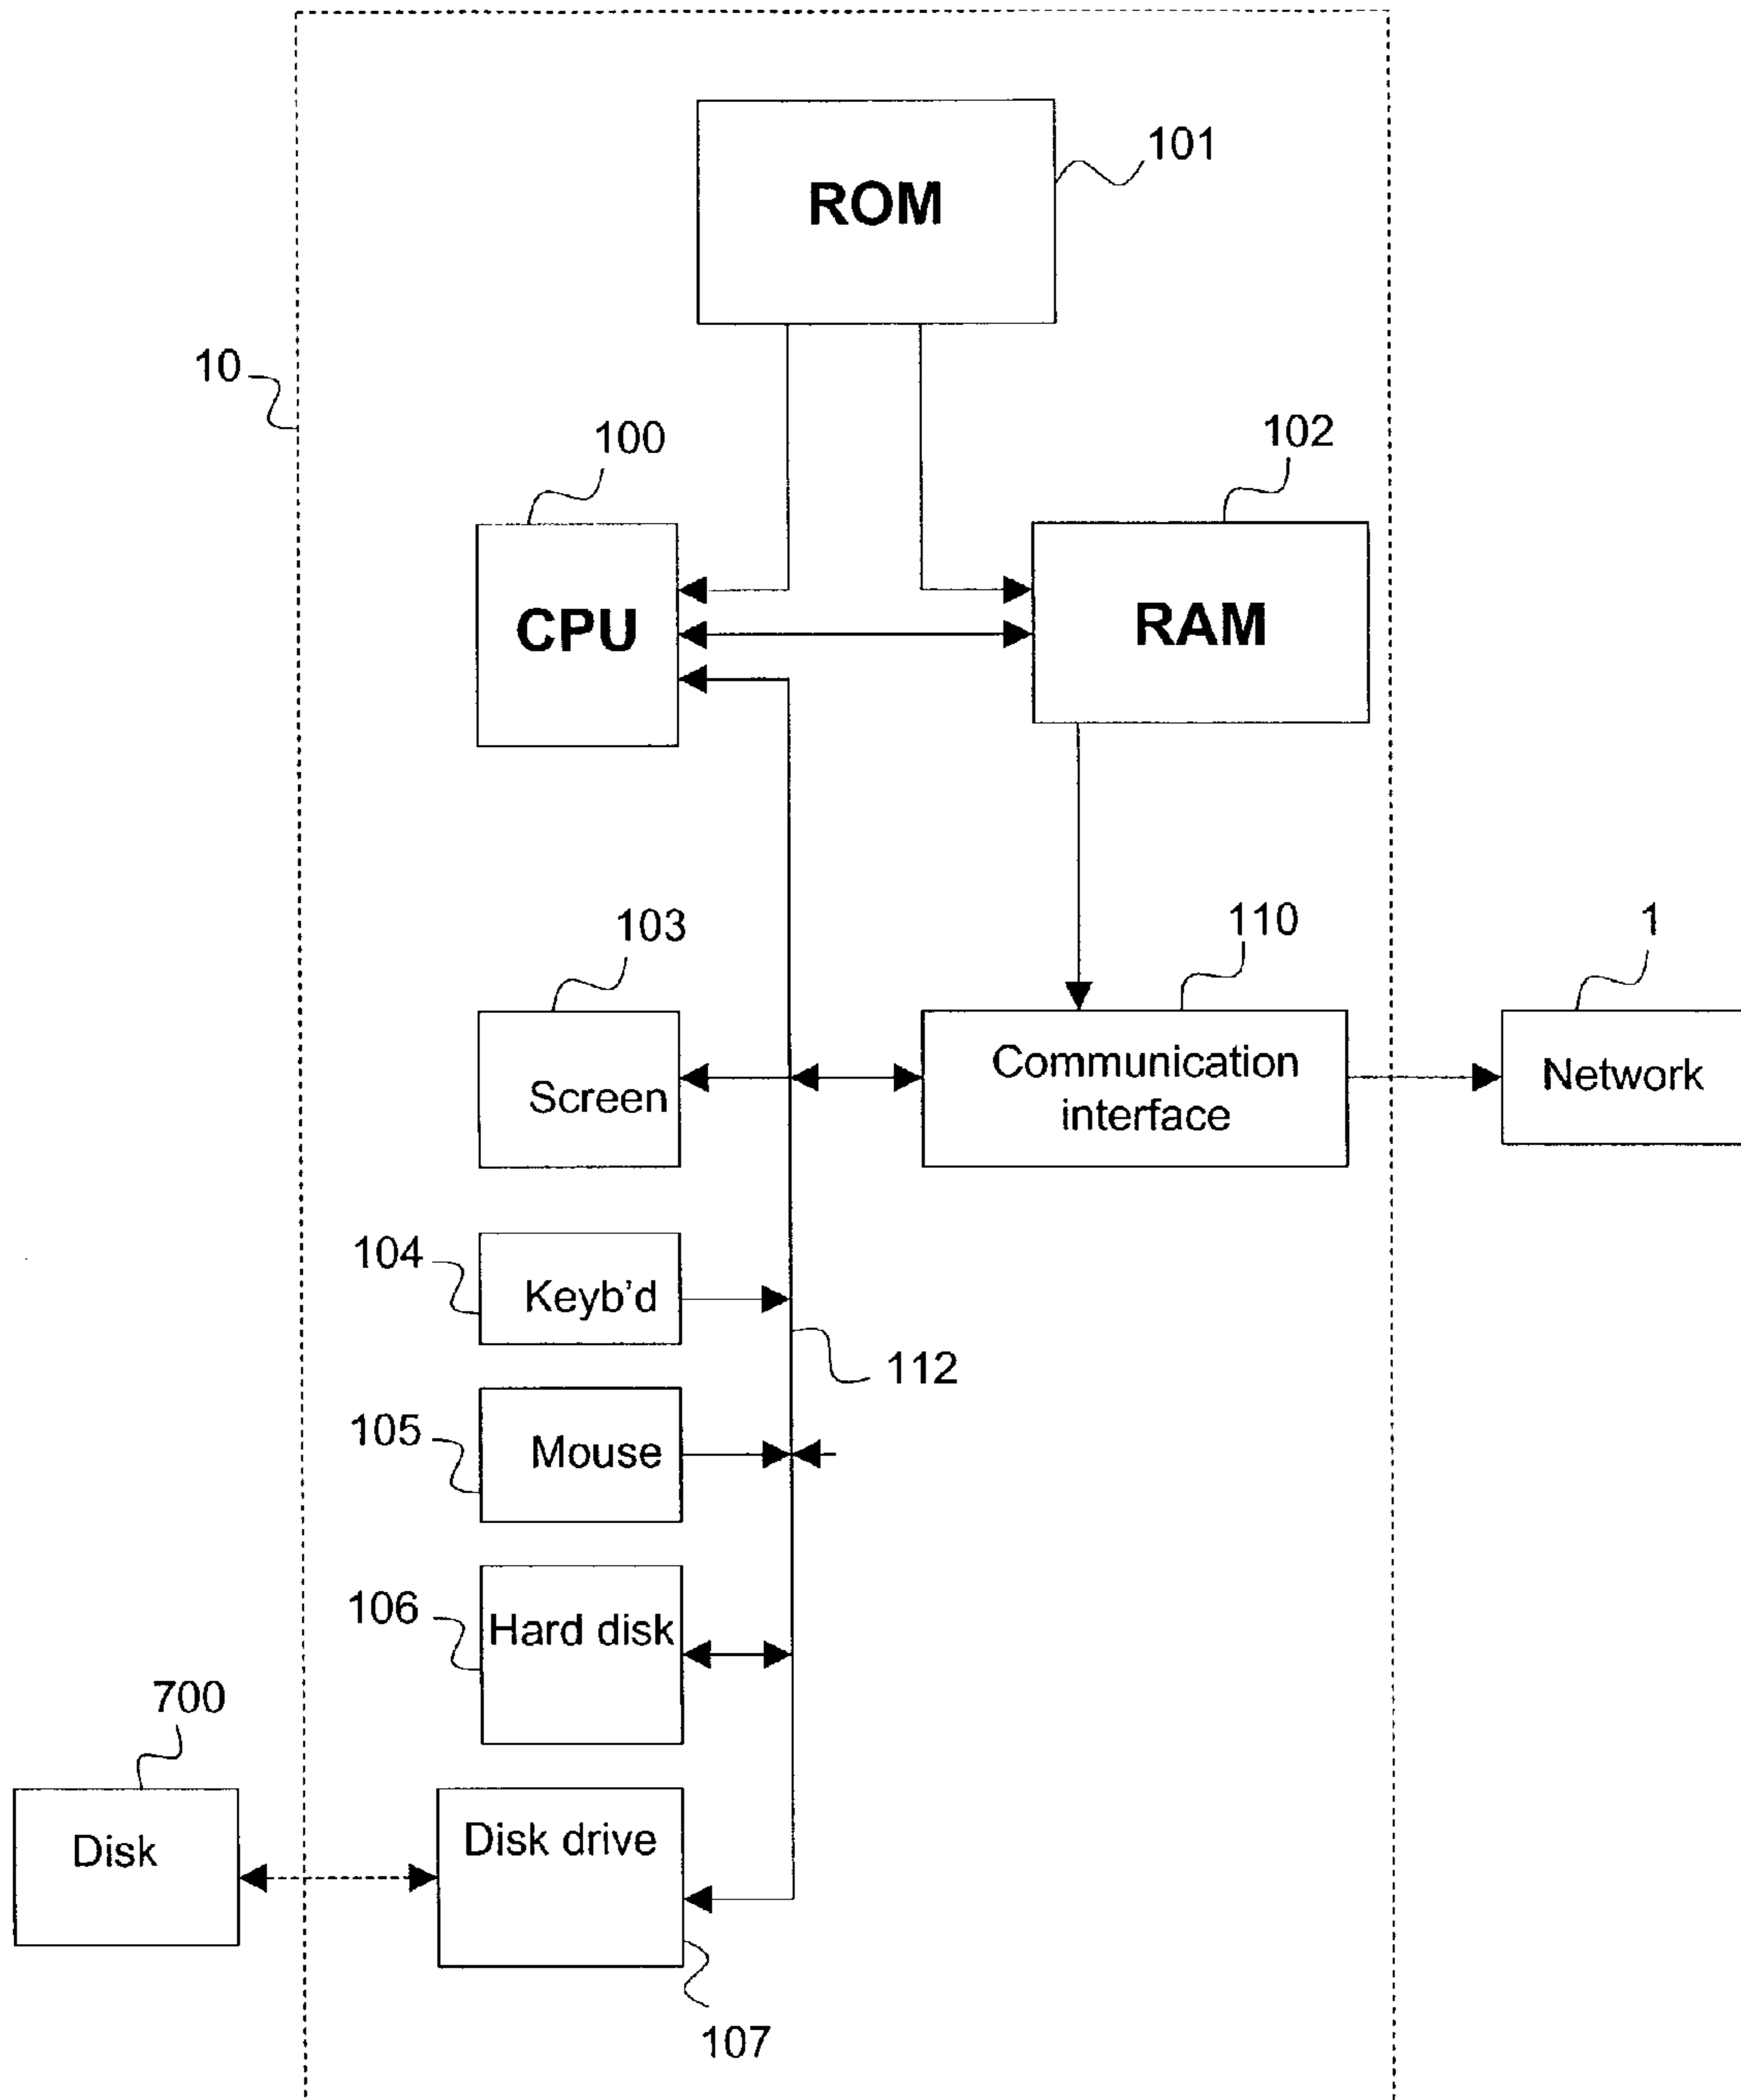 101
ROM
10
100
102
CPU
RAM
103
110
1
Screen
Communication
interface
Network
104
Keyb'd
112
105
Mouse
106
Hard disk
700
Disk
Disk drive
107